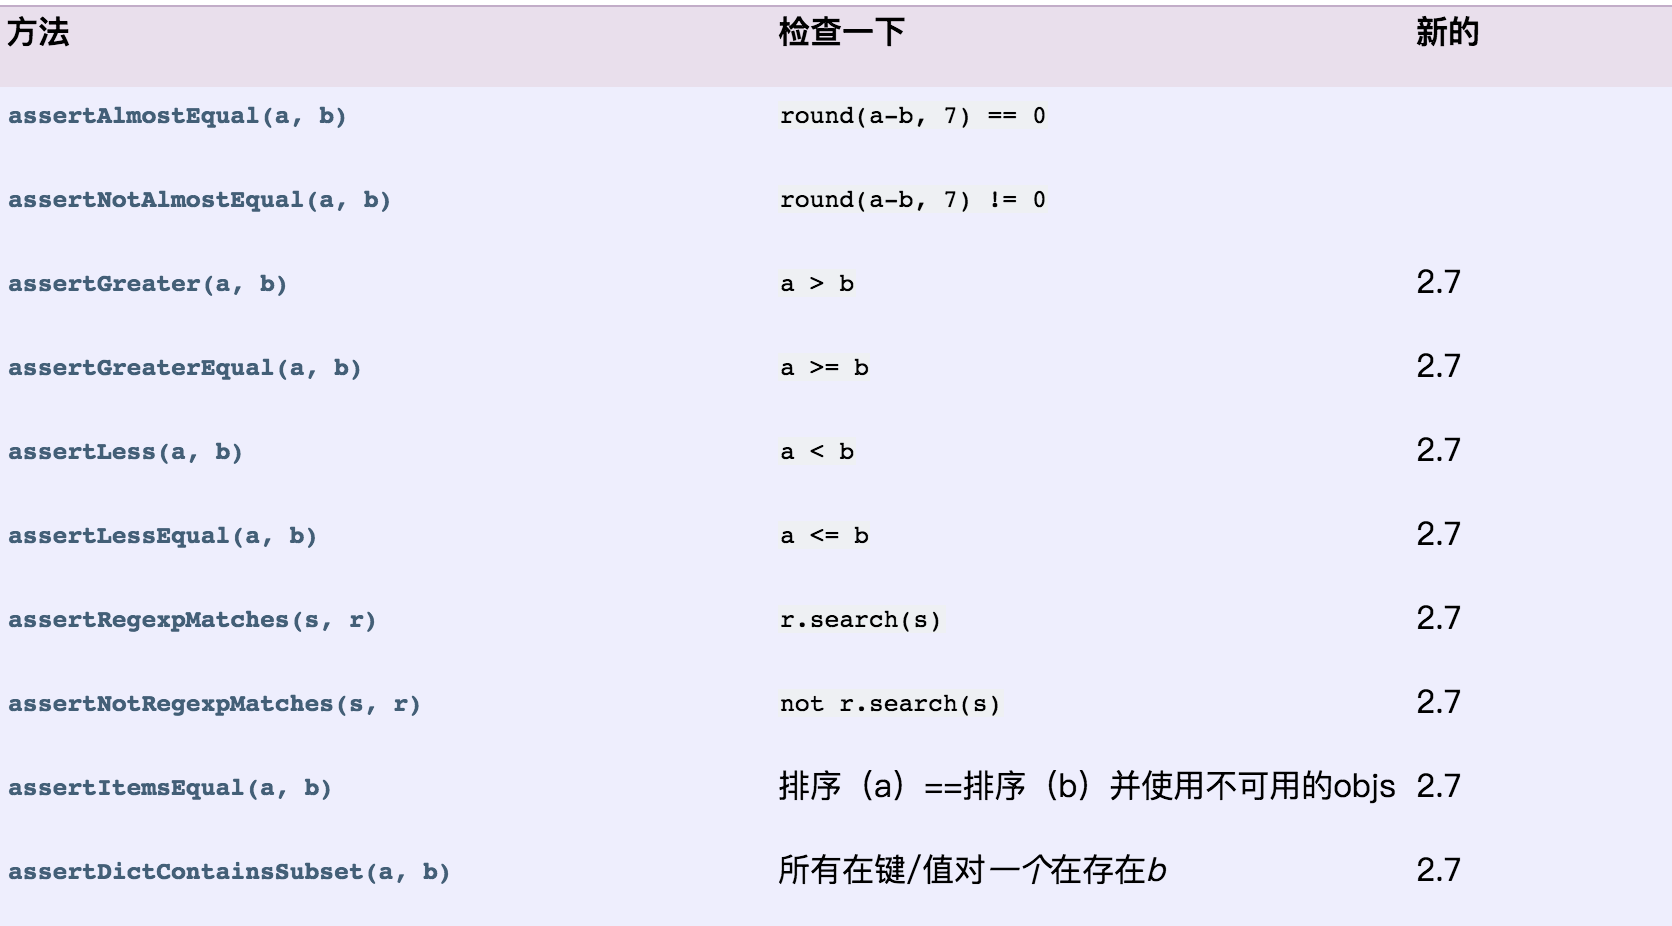 方法 检查一下 新的
assertAlmostEqual(a, b) round(a-b, 7) == 0
assertNotAlmostEqual(a, b) round(a-b, 7) != 0
assertGreater(a, b) a > b 2.7
assertGreaterEqual(a, b) a >= b 2.7
assertLess(a, b) a < b 2.7
assertLessEqual(a, b) a <= b 2.7
assertRegexpMatches(s, r) r.search(s) 2.7
assertNotRegexpMatches(s, r) not r.search(s) 2.7
assertItemsEqual(a, b) 排序（a）==排序（b）并使用不可用的objs 2.7
assertDictContainsSubset(a, b) 所有在键/值对一个在存在b 2.7